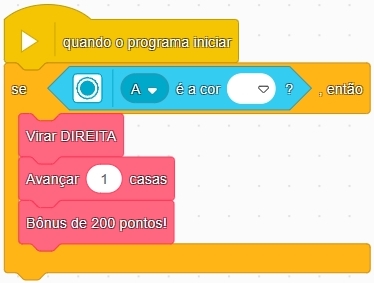 quando o programa iniciar
se A é a cor ? , então
Virar DIREITA
Avançar 1 casas
Bônus de 200 pontos!